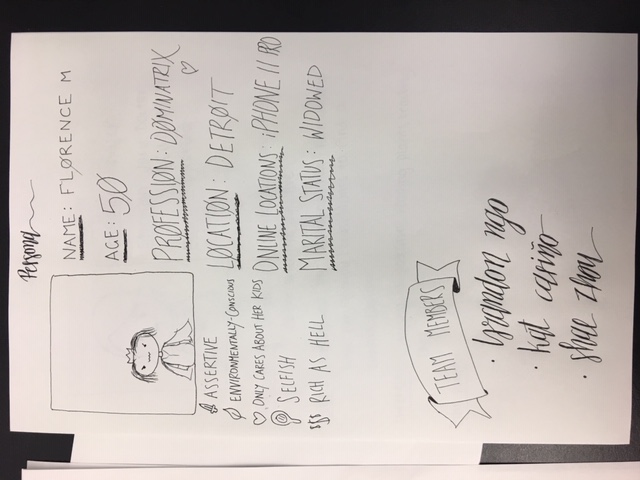 Persona
NAME: FLØRENCE M
AGE: 5Ø
PRØFESSIØN: DØMINATRIX
LØCATIØN: DETRØIT
ØNLINE LOCATIONS: iPHONE 11 PRO
MARITAL STATUS: WIDOWED
ASSERTIVE
ENVIRONMENTALLY-CONSCIOUS
ONLY CARES ABOUT HER KIDS
SELFISH
$$$ RICH AS HELL
TEAM MEMBERS
· brandon ngo
· kat cariño
· shae zhou